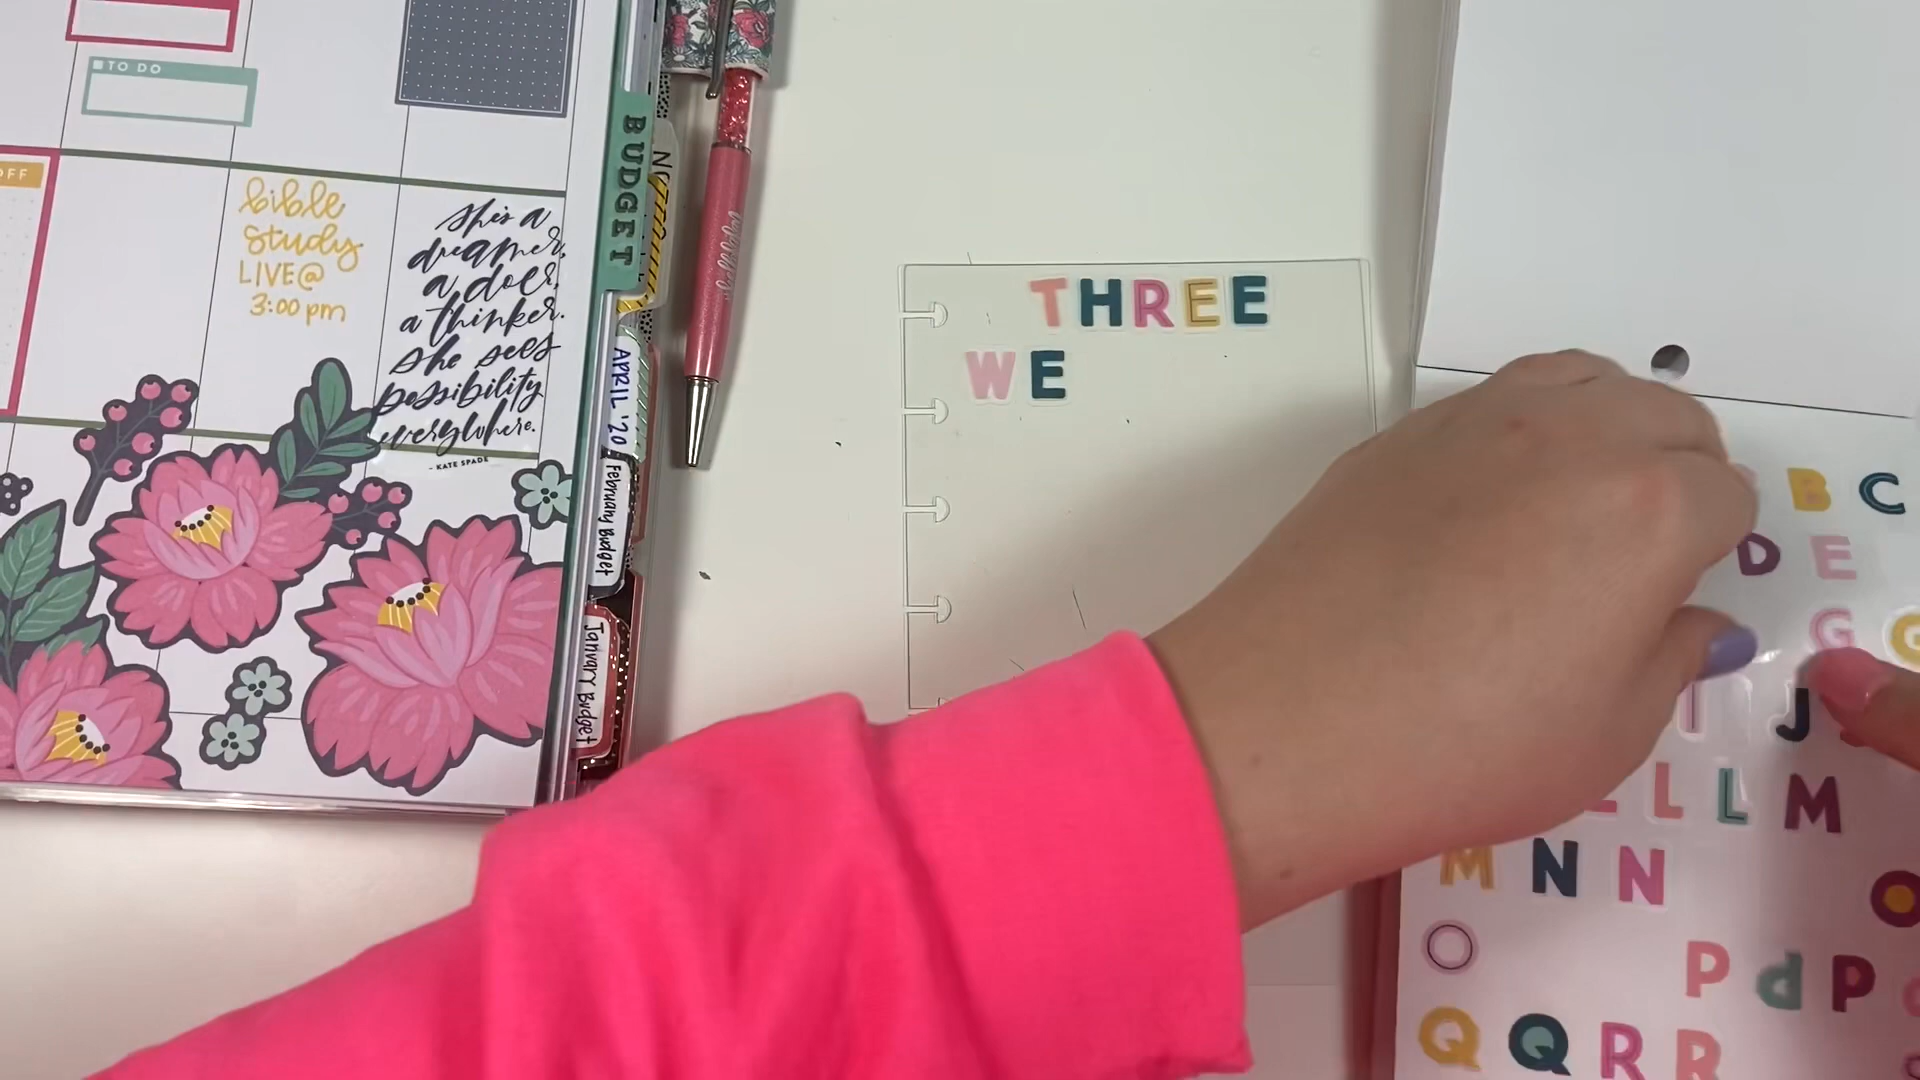 TO DO
OFF
bible
study
LIVE@
3:00 pm
she's a
dreamer,
a doer,
a thinker.
she sees
possibility
everywhere.
- KATE SPADE
BUDGET
APRIL '20
February Budget
January Budget
THREE
WE
B C
D E
G G
I J
L L M
M N N
O O
P d P
Q Q R R